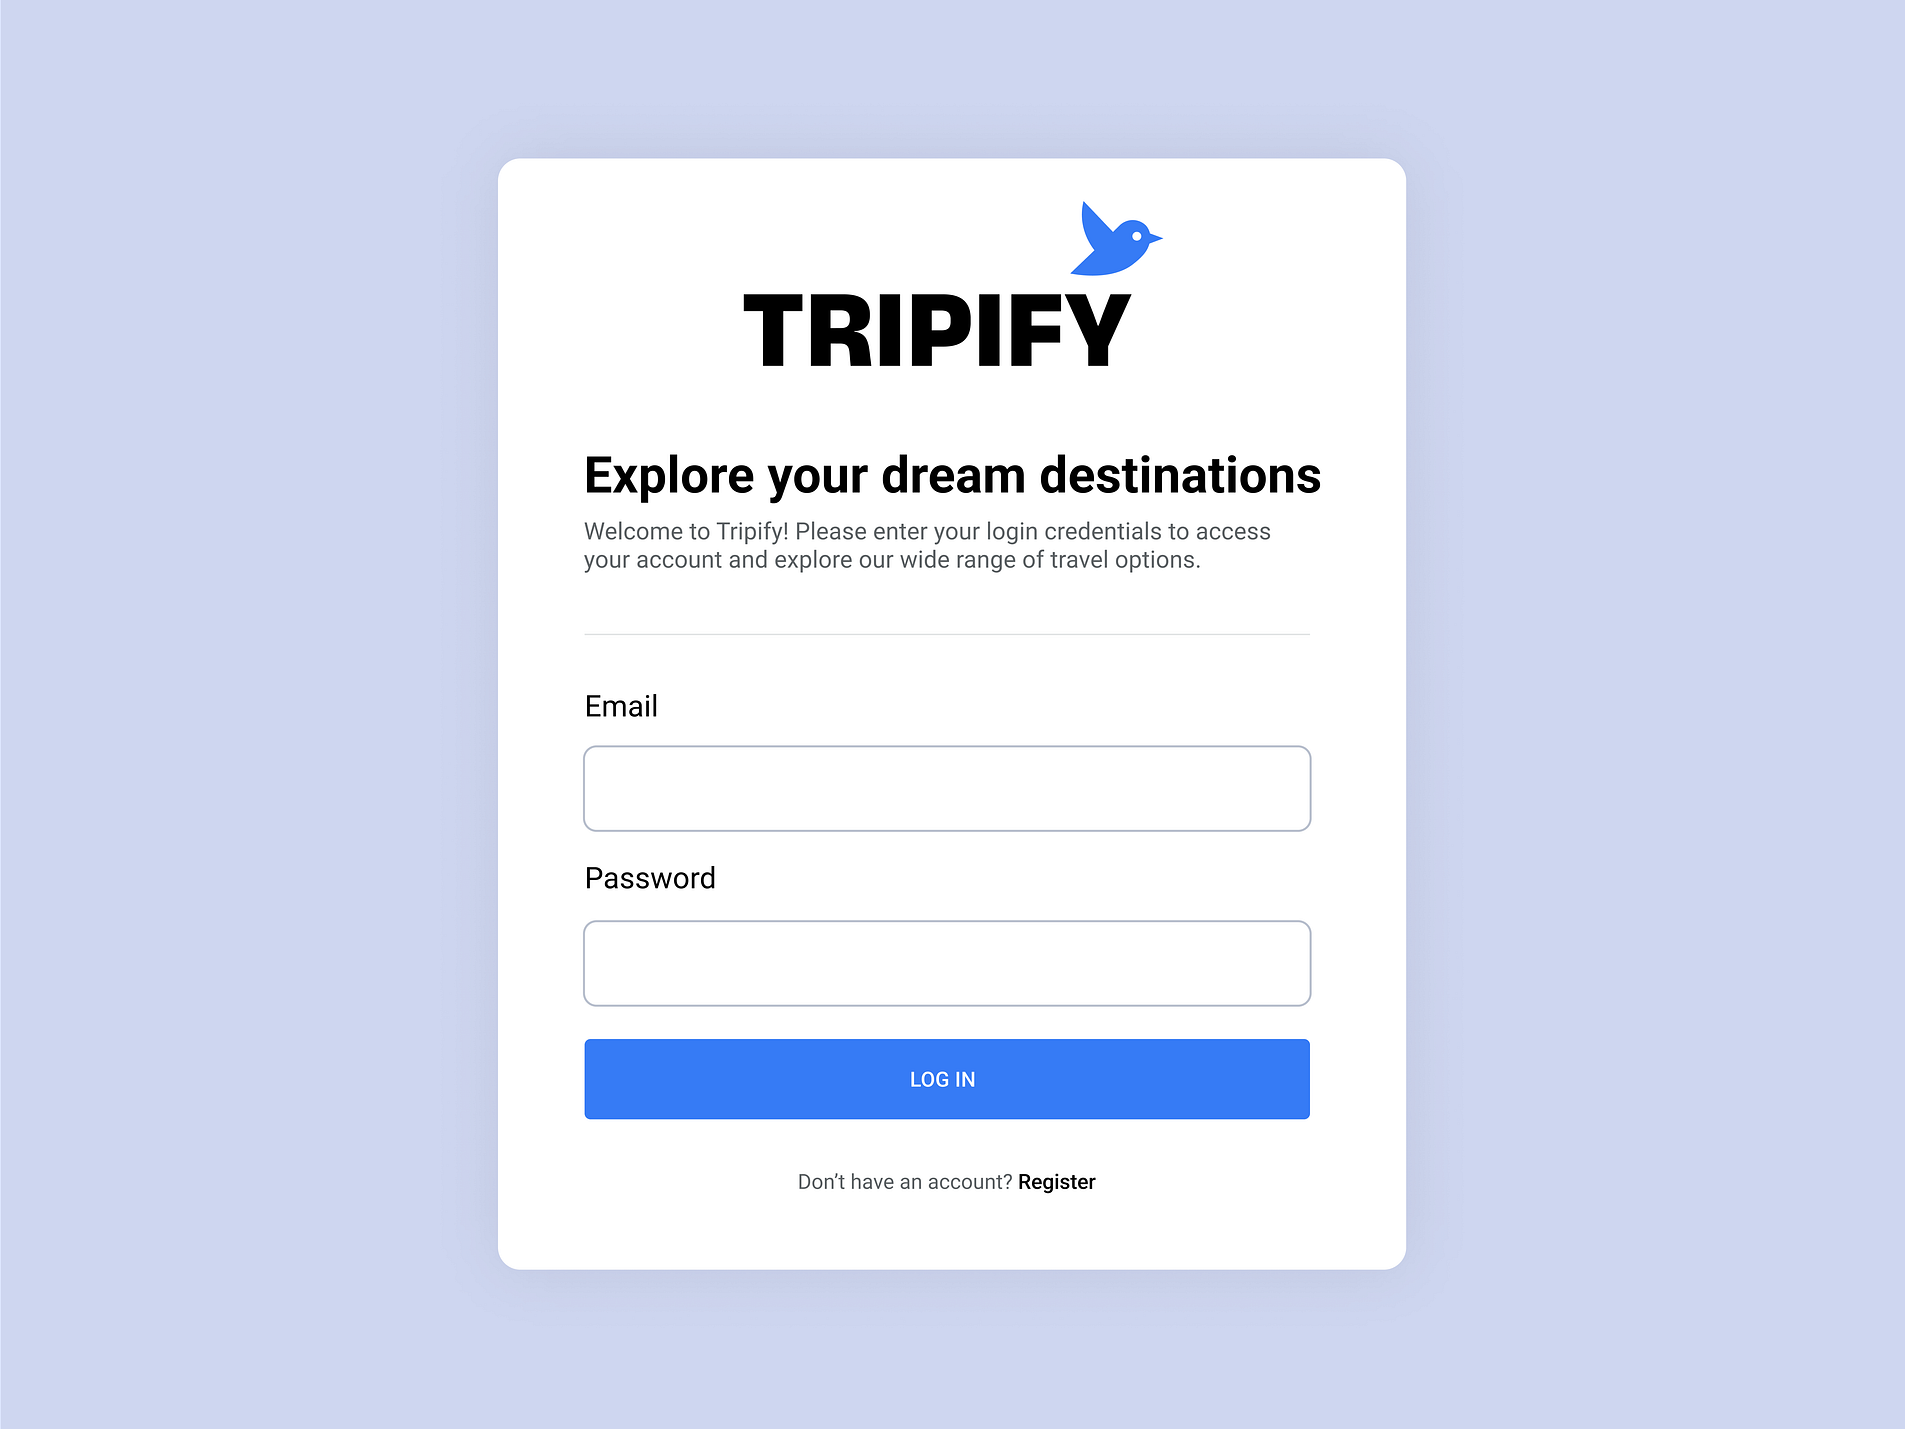 TRIPIFY
Explore your dream destinations
Welcome to Tripify! Please enter your login credentials to access
your account and explore our wide range of travel options.
Email
Password
LOG IN
Don’t have an account? Register